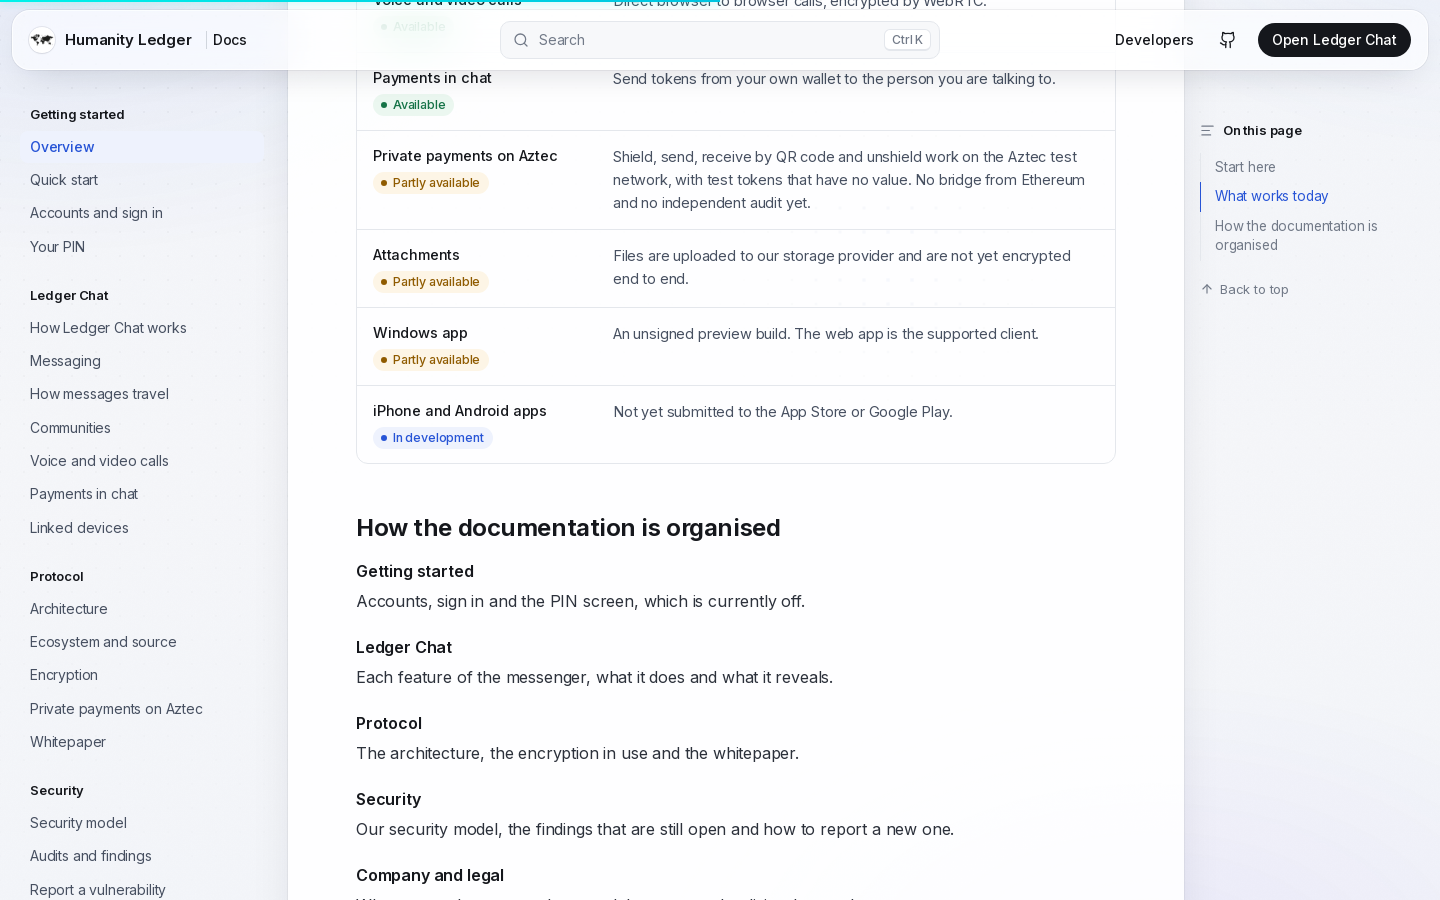 Humanity Ledger
Docs
Search
Ctrl K
Developers
Open Ledger Chat
Getting started
Overview
Quick start
Accounts and sign in
Your PIN
Ledger Chat
How Ledger Chat works
Messaging
How messages travel
Communities
Voice and video calls
Payments in chat
Linked devices
Protocol
Architecture
Ecosystem and source
Encryption
Private payments on Aztec
Whitepaper
Security
Security model
Audits and findings
Report a vulnerability
Available
Payments in chat
Available
Send tokens from your own wallet to the person you are talking to.
Private payments on Aztec
Partly available
Shield, send, receive by QR code and unshield work on the Aztec test
network, with test tokens that have no value. No bridge from Ethereum
and no independent audit yet.
Attachments
Partly available
Files are uploaded to our storage provider and are not yet encrypted
end to end.
Windows app
Partly available
An unsigned preview build. The web app is the supported client.
iPhone and Android apps
In development
Not yet submitted to the App Store or Google Play.
How the documentation is organised
Getting started
Accounts, sign in and the PIN screen, which is currently off.
Ledger Chat
Each feature of the messenger, what it does and what it reveals.
Protocol
The architecture, the encryption in use and the whitepaper.
Security
Our security model, the findings that are still open and how to report a new one.
Company and legal
On this page
Start here
What works today
How the documentation is
organised
Back to top